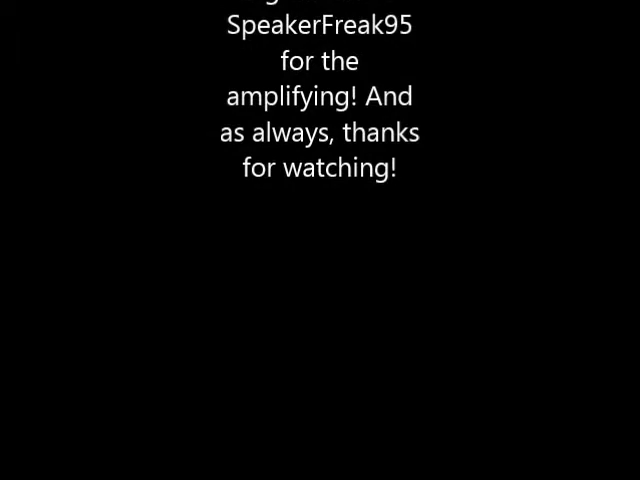 SpeakerFreak95
for the
amplifying! And
as always, thanks
for watching!